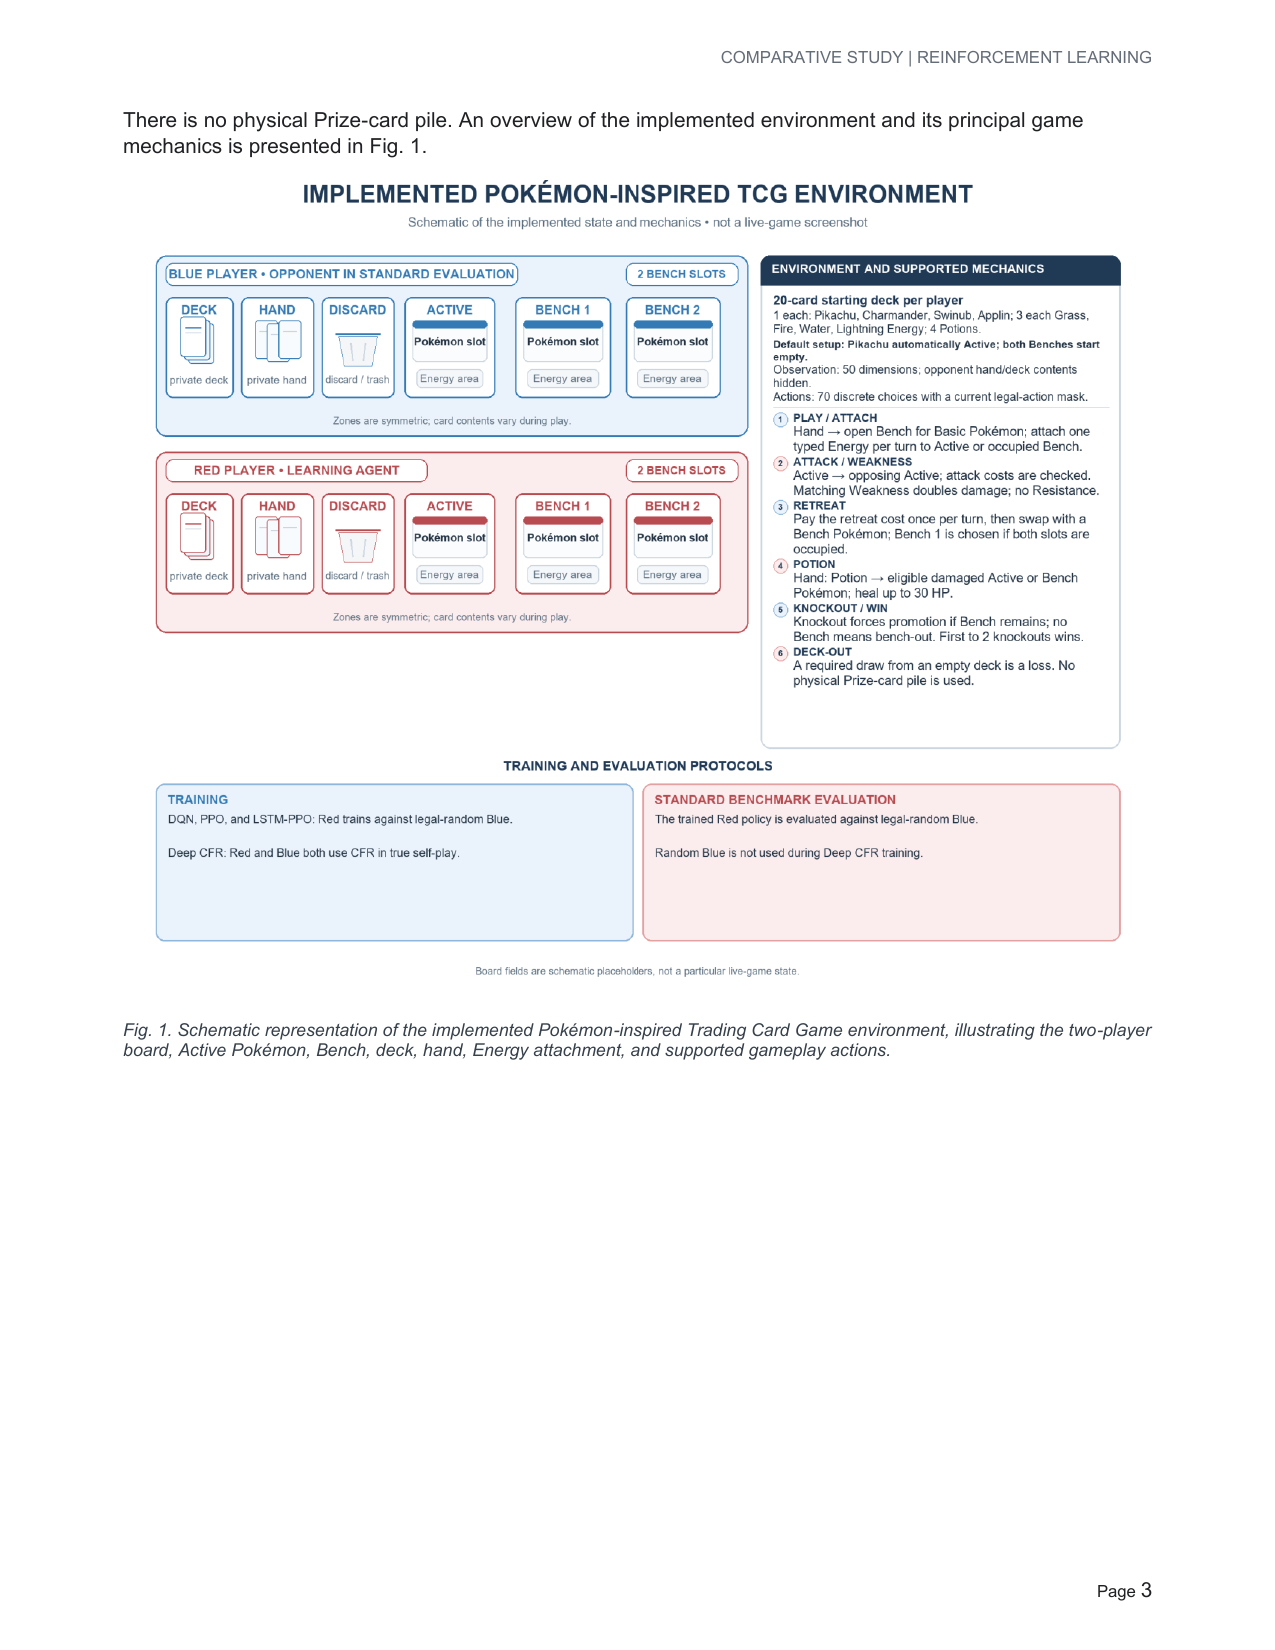 COMPARATIVE STUDY | REINFORCEMENT LEARNING
There is no physical Prize-card pile. An overview of the implemented environment and its principal game
mechanics is presented in Fig. 1.
IMPLEMENTED POKÉMON-INSPIRED TCG ENVIRONMENT
Schematic of the implemented state and mechanics • not a live-game screenshot
BLUE PLAYER • OPPONENT IN STANDARD EVALUATION
2 BENCH SLOTS
DECK
private deck
HAND
private hand
DISCARD
discard / trash
ACTIVE
Pokémon slot
Energy area
BENCH 1
Pokémon slot
Energy area
BENCH 2
Pokémon slot
Energy area
Zones are symmetric; card contents vary during play.
RED PLAYER • LEARNING AGENT
2 BENCH SLOTS
DECK
private deck
HAND
private hand
DISCARD
discard / trash
ACTIVE
Pokémon slot
Energy area
BENCH 1
Pokémon slot
Energy area
BENCH 2
Pokémon slot
Energy area
Zones are symmetric; card contents vary during play.
ENVIRONMENT AND SUPPORTED MECHANICS
20-card starting deck per player
1 each: Pikachu, Charmander, Swinub, Applin; 3 each Grass,
Fire, Water, Lightning Energy; 4 Potions.
Default setup: Pikachu automatically Active; both Benches start
empty.
Observation: 50 dimensions; opponent hand/deck contents
hidden.
Actions: 70 discrete choices with a current legal-action mask.
1 PLAY / ATTACH
Hand → open Bench for Basic Pokémon; attach one
typed Energy per turn to Active or occupied Bench.
2 ATTACK / WEAKNESS
Active → opposing Active; attack costs are checked.
Matching Weakness doubles damage; no Resistance.
3 RETREAT
Pay the retreat cost once per turn, then swap with a
Bench Pokémon; Bench 1 is chosen if both slots are
occupied.
4 POTION
Hand: Potion → eligible damaged Active or Bench
Pokémon; heal up to 30 HP.
5 KNOCKOUT / WIN
Knockout forces promotion if Bench remains; no
Bench means bench-out. First to 2 knockouts wins.
6 DECK-OUT
A required draw from an empty deck is a loss. No
physical Prize-card pile is used.
TRAINING AND EVALUATION PROTOCOLS
TRAINING
DQN, PPO, and LSTM-PPO: Red trains against legal-random Blue.
Deep CFR: Red and Blue both use CFR in true self-play.
STANDARD BENCHMARK EVALUATION
The trained Red policy is evaluated against legal-random Blue.
Random Blue is not used during Deep CFR training.
Board fields are schematic placeholders, not a particular live-game state.
Fig. 1. Schematic representation of the implemented Pokémon-inspired Trading Card Game environment, illustrating the two-player
board, Active Pokémon, Bench, deck, hand, Energy attachment, and supported gameplay actions.
Page 3